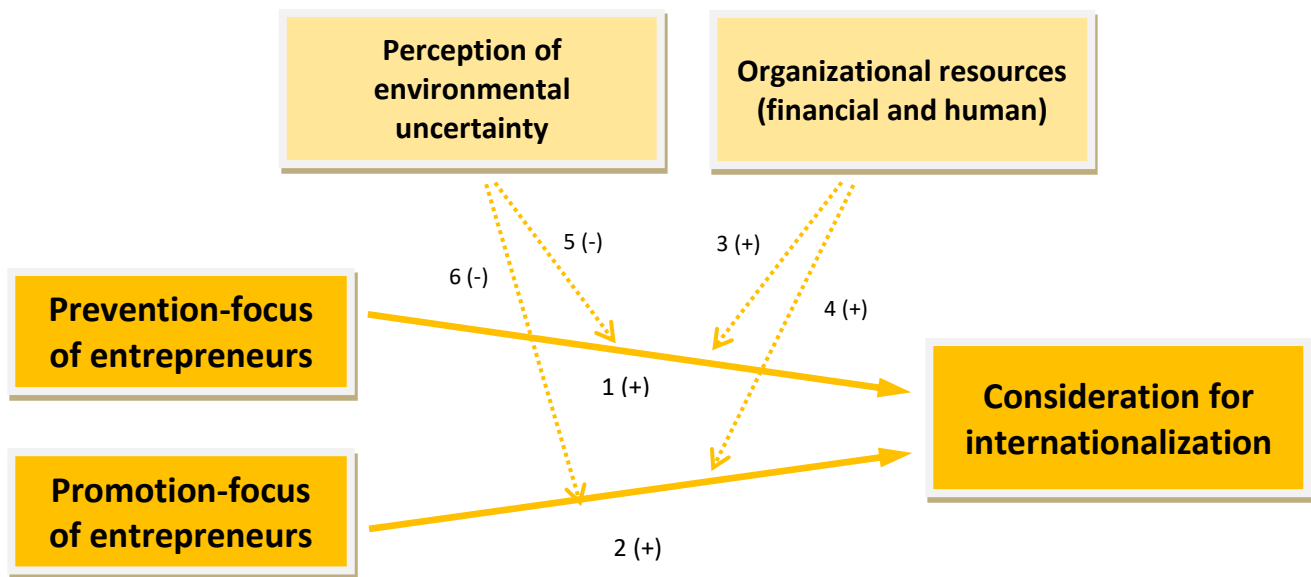 Perception of
environmental
uncertainty
Organizational resources
(financial and human)
5 (-)
3 (+)
6 (-)
4 (+)
Prevention-focus
of entrepreneurs
1 (+)
Consideration for
internationalization
Promotion-focus
of entrepreneurs
2 (+)